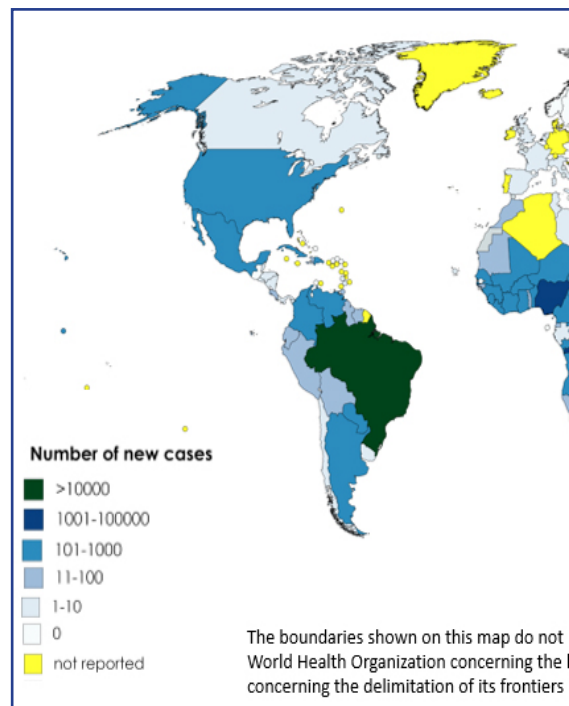 Number of new cases
>10000
1001-100000
101-1000
11-100
1-10
0
not reported
The boundaries shown on this map do not
World Health Organization concerning the
concerning the delimitation of its frontiers